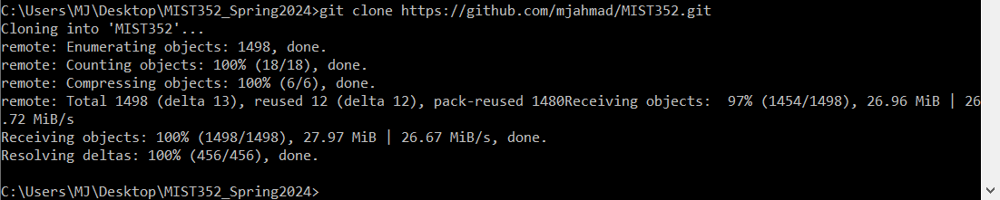 C:\Users\MJ\Desktop\MIST352_Spring2024>git clone https://github.com/mjahmad/MIST352.git
Cloning into 'MIST352'...
remote: Enumerating objects: 1498, done.
remote: Counting objects: 100% (18/18), done.
remote: Compressing objects: 100% (6/6), done.
remote: Total 1498 (delta 13), reused 12 (delta 12), pack-reused 1480Receiving objects:  97% (1454/1498), 26.96 MiB | 26
.72 MiB/s
Receiving objects: 100% (1498/1498), 27.97 MiB | 26.67 MiB/s, done.
Resolving deltas: 100% (456/456), done.
C:\Users\MJ\Desktop\MIST352_Spring2024>